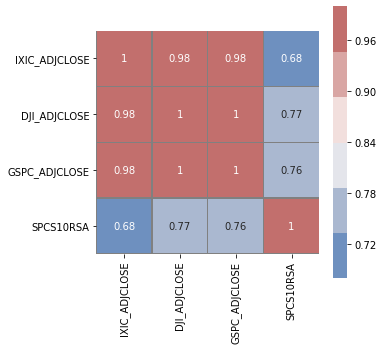 IXIC_ADJCLOSE 1 0.98 0.98 0.68
DJI_ADJCLOSE 0.98 1 1 0.77
GSPC_ADJCLOSE 0.98 1 1 0.76
SPCS10RSA 0.68 0.77 0.76 1
IXIC_ADJCLOSE
DJI_ADJCLOSE
GSPC_ADJCLOSE
SPCS10RSA
0.96
0.90
0.84
0.78
0.72